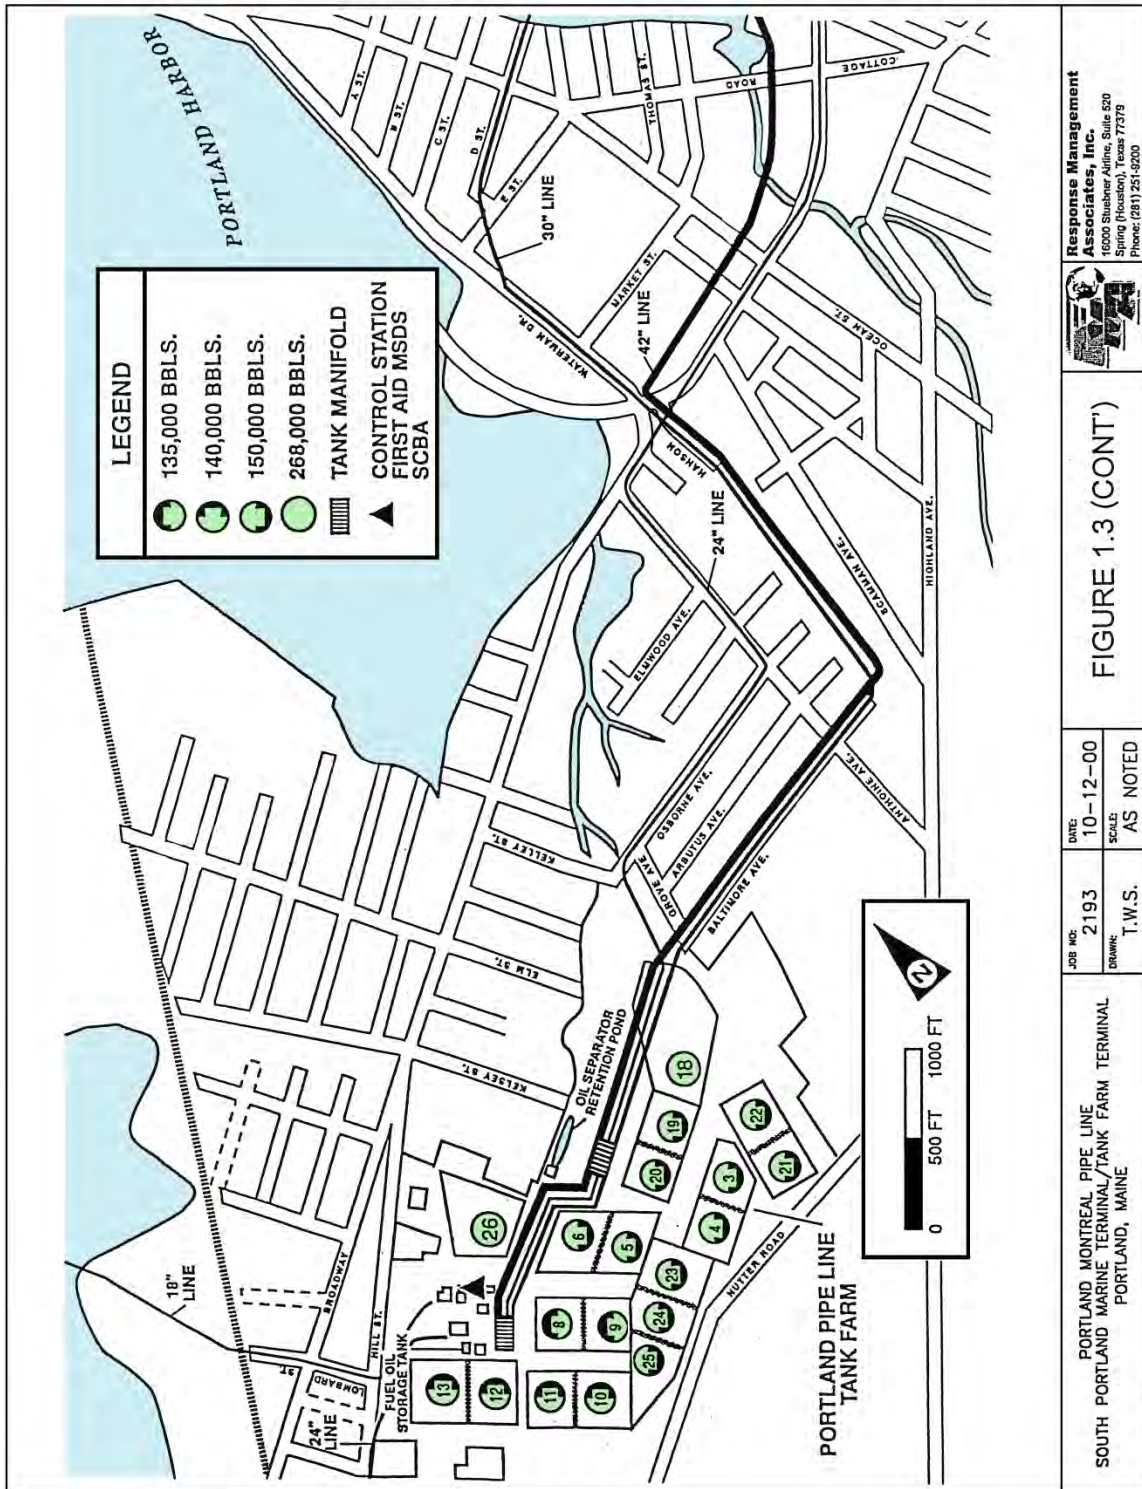 PORTLAND HARBOR
LEGEND
135,000 BBLS.
140,000 BBLS.
150,000 BBLS.
268,000 BBLS.
TANK MANIFOLD
CONTROL STATION
FIRST AID MSDS
SCBA
A ST.
B ST.
C ST.
D ST.
E ST.
THOMAS ST.
ROAD
COTTAGE
30" LINE
MARKET ST.
WATERMAN DR.
42" LINE
OCEAN ST.
HANSON
24" LINE
SCAMMAN AVE.
HIGHLAND AVE.
ELMWOOD AVE.
OSBORNE AVE.
ARBUTUS AVE.
GROVE AVE
BALTIMORE AVE.
ANTHOINE AVE.
KELLEY ST.
ELM ST.
KELSEY ST.
OIL SEPARATOR
RETENTION POND
18" LINE
BROADWAY
HILL ST.
ST.
LOMBARD
24" LINE
FUEL OIL
STORAGE TANK
26
18
19
20
22
21
3
4
6
5
23
24
25
8
9
13
12
11
10
NUTTER ROAD
PORTLAND PIPE LINE
TANK FARM
N
0 500 FT 1000 FT
PORTLAND MONTREAL PIPE LINE
SOUTH PORTLAND MARINE TERMINAL/TANK FARM TERMINAL
PORTLAND, MAINE
JOB NO: 2193
DATE: 10-12-00
DRAWN: T.W.S.
SCALE: AS NOTED
FIGURE 1.3 (CONT')
Response Management
Associates, Inc.
16000 Stuebner Airline, Suite 520
Spring (Houston), Texas 77379
Phone: (281) 251-9200